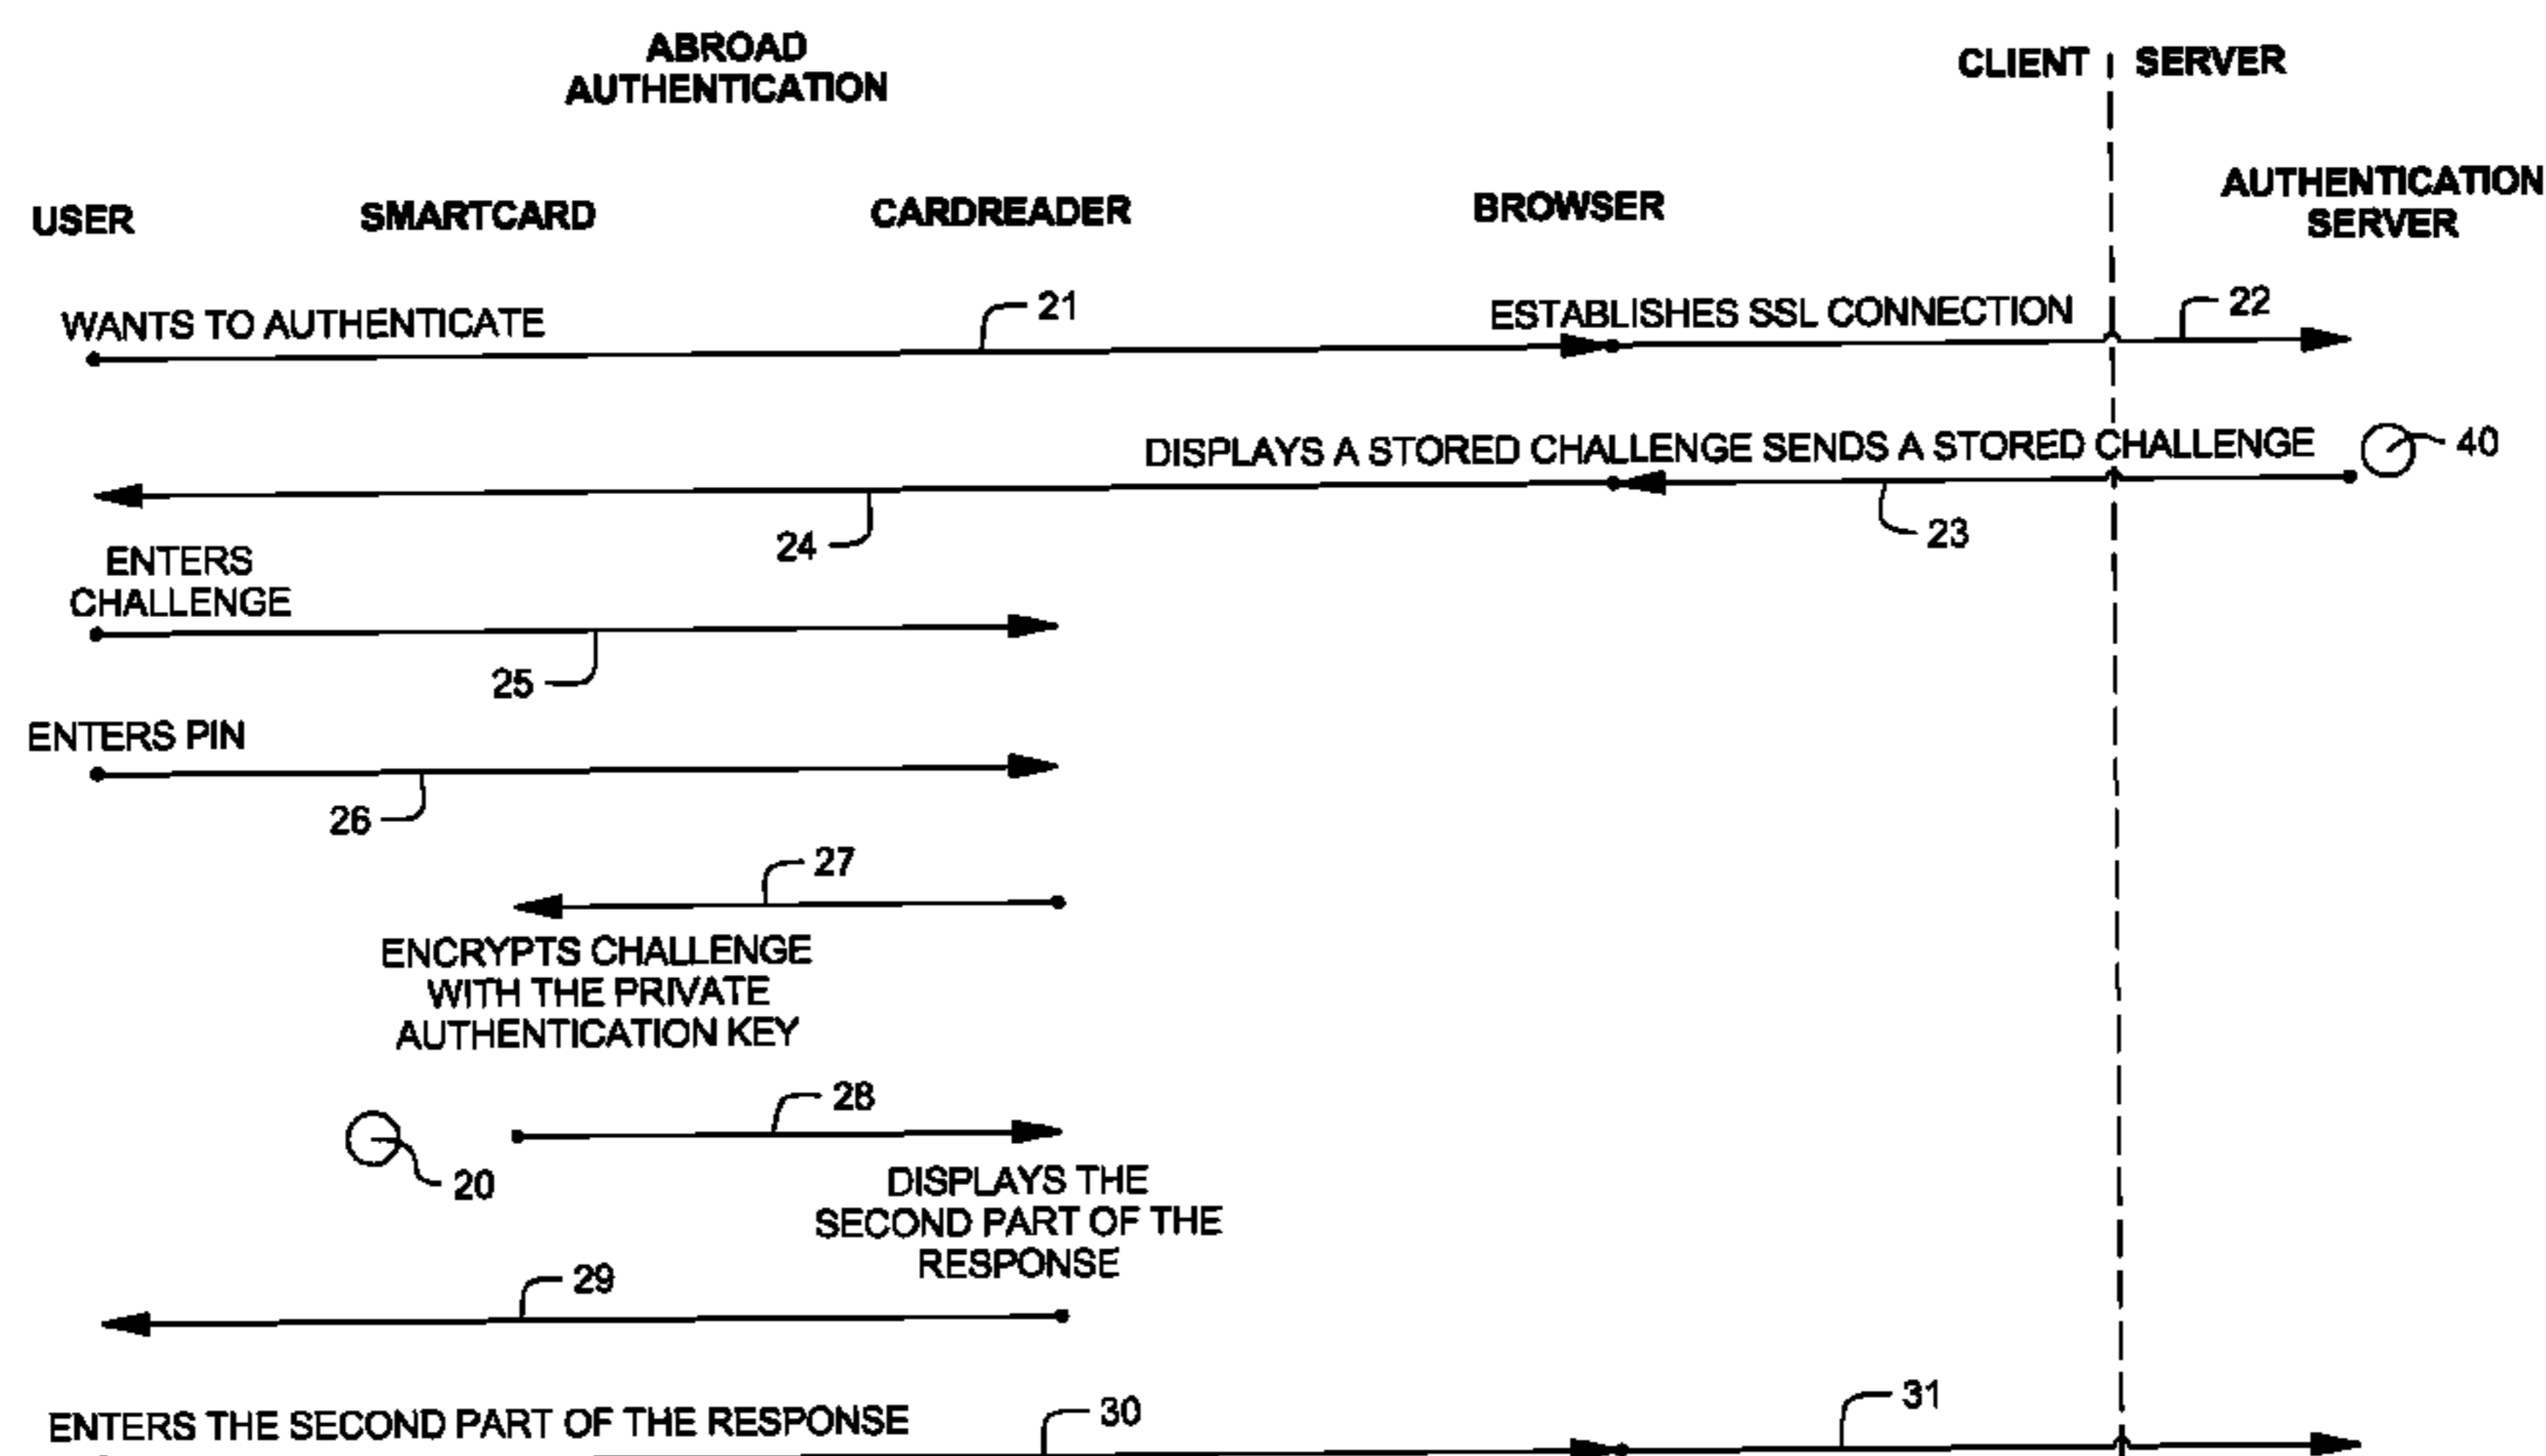 ABROAD
AUTHENTICATION
CLIENT SERVER
USER SMARTCARD CARDREADER BROWSER AUTHENTICATION
SERVER
WANTS TO AUTHENTICATE 21 ESTABLISHES SSL CONNECTION 22
DISPLAYS A STORED CHALLENGE SENDS A STORED CHALLENGE 40
24 23
ENTERS
CHALLENGE
25
ENTERS PIN
26
27
ENCRYPTS CHALLENGE
WITH THE PRIVATE
AUTHENTICATION KEY
28
20
DISPLAYS THE
SECOND PART OF THE
RESPONSE
29
ENTERS THE SECOND PART OF THE RESPONSE 30 31